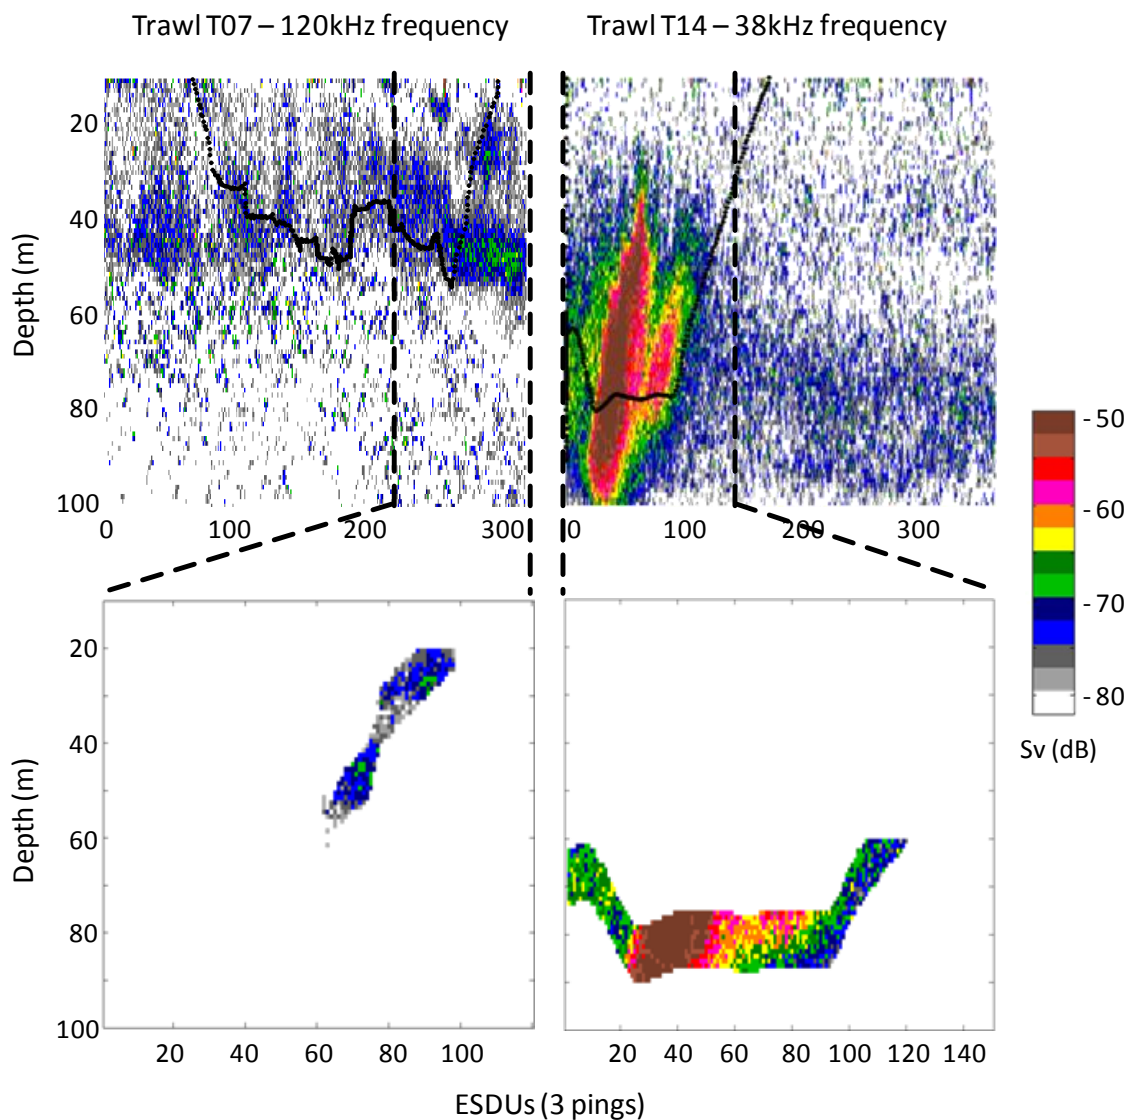 Trawl T07 – 120kHz frequency
Trawl T14 – 38kHz frequency
Depth (m)
20
40
60
80
100
0 100 200 300
0 100 200 300
-50
-60
-70
-80
Sv (dB)
Depth (m)
20
40
60
80
100
20 40 60 80 100
20 40 60 80 100 120 140
ESDUs (3 pings)